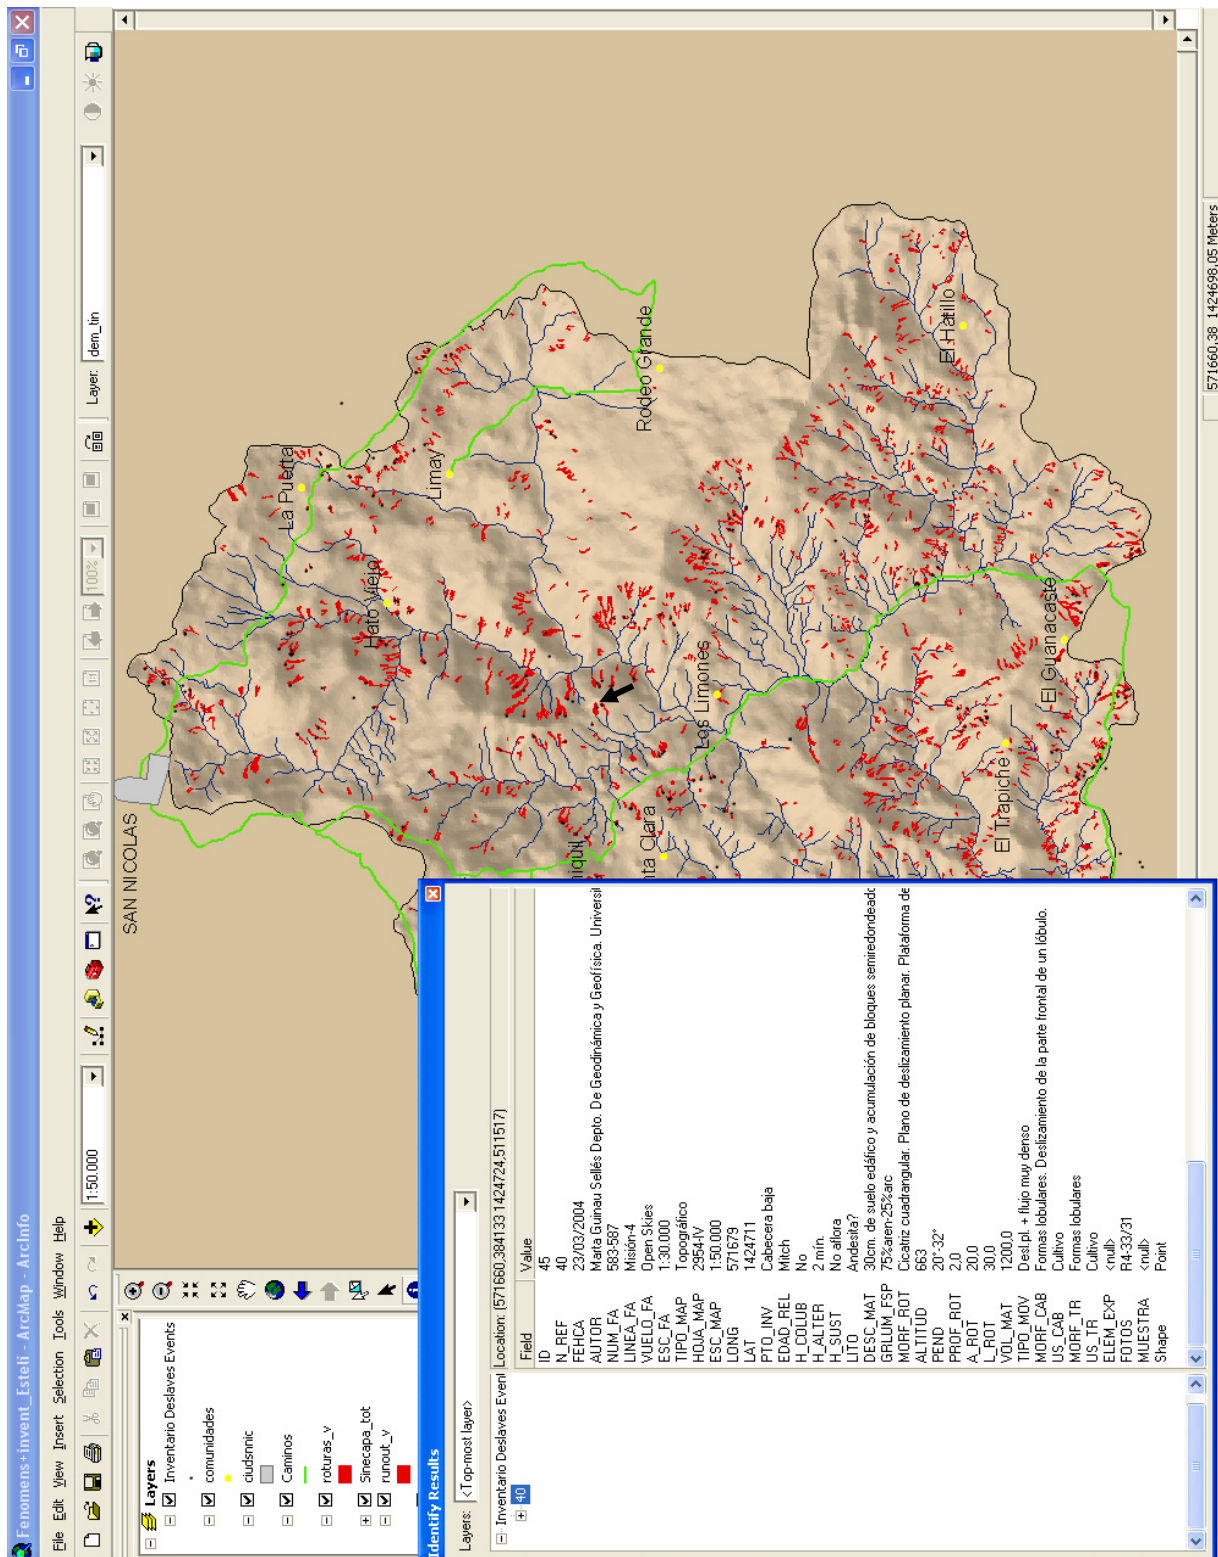 Fenomens+invent_Esteli - ArcMap - ArcInfo
File Edit View Insert Selection Tools Window Help
1:50.000
100%
Layer: dem_tin
Layers
Inventario Deslaves Events
comunidades
ciudsnnic
Caminos
roturas_v
Sinecapa_tot
runout_v
SAN NICOLAS
La Puerta
Limay
Hato Viejo
Rodeo Grande
Los Limones
El Hatillo
El Guanacaste
El Trapiche
niquil
nta Clara
Identify Results
Layers: <Top-most layer>
Inventario Deslaves Event
40
Location: (571660,384133 1424724,511517)
Field Value
ID 45
N_REF 40
FEHCA 23/03/2004
AUTOR Marta Guinau Sellés Depto. De Geodinámica y Geofísica. Universil
NUM_FA 583-587
LINEA_FA Misión-4
VUELO_FA Open Skies
ESC_FA 1:30.000
TIPO_MAP Topográfico
HOJA_MAP 2954-IV
ESC_MAP 1:50.000
LONG 571679
LAT 1424711
PTO_INV Cabecera baja
EDAD_REL Mitch
H_COLUB No
H_ALTER 2 min.
H_SUST No aflora
LITO Andesita?
DESC_MAT 30cm. de suelo edáfico y acumulación de bloques semiredondeado
GRLUM_FSP 75%aren-25%arc
MORF_ROT Cicatriz cuadrangular. Plano de deslizamiento planar. Plataforma de
ALTITUD 663
PEND 20°-32°
PROF_ROT 2,0
A_ROT 20,0
L_ROT 30,0
VOL_MAT 1200,0
TIPO_MOV Desl.pl. + flujo muy denso
MORF_CAB Formas lobulares. Deslizamiento de la parte frontal de un lóbulo.
US_CAB Cultivo
MORF_TR Formas lobulares
US_TR Cultivo
ELEM_EXP <null>
FOTOS R4-33/31
MUESTRA <null>
Shape Point
571660,38 1424698,05 Meters